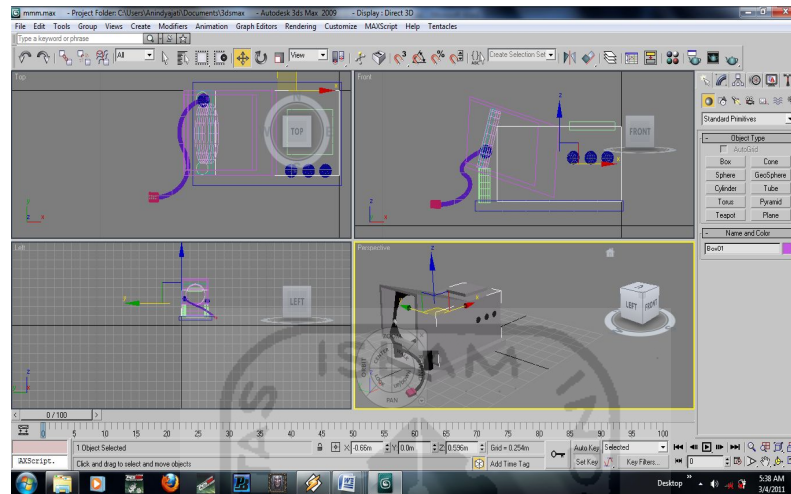 mmm.max - Project Folder: C:\Users\Anindyajati\Documents\3dsmax - Autodesk 3ds Max 2009 - Display : Direct 3D
File Edit Tools Group Views Create Modifiers Animation Graph Editors Rendering Customize MAXScript Help Tentacles
Type a keyword or phrase
All View Create Selection Set
Top
TOP
Front
FRONT
Standard Primitives
- Object Type
AutoGrid
Box Cone
Sphere GeoSphere
Cylinder Tube
Torus Pyramid
Teapot Plane
- Name and Color
Box01
Left
LEFT
Perspective
LEFT FRONT
CENTER
PAN
ISLAM
0 / 100
0 5 10 15 20 25 30 35 40 45 50 55 60 65 70 75 80 85 90 95 100
1 Object Selected X: -0.66m Y: 0.0m Z: 0.596m Grid = 0.254m Auto Key Selected
MAXScript. Click and drag to select and move objects Add Time Tag Set Key Key Filters... 0
Desktop 5:38 AM
3/4/2011